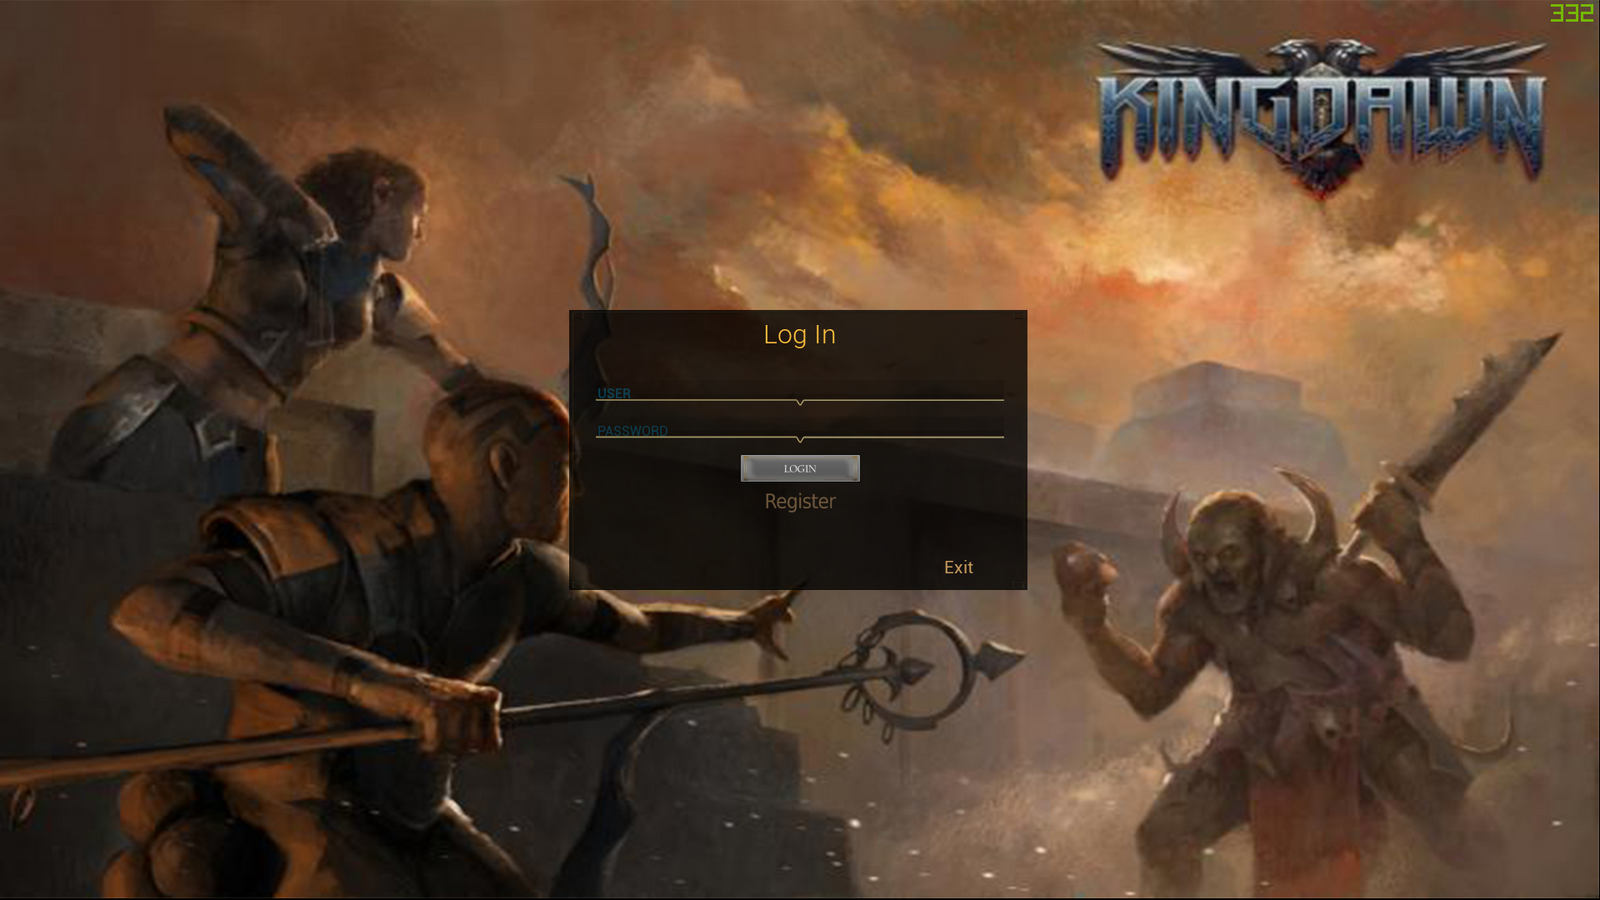 332
KINGDAWN
Log In
USER
PASSWORD
LOGIN
Register
Exit